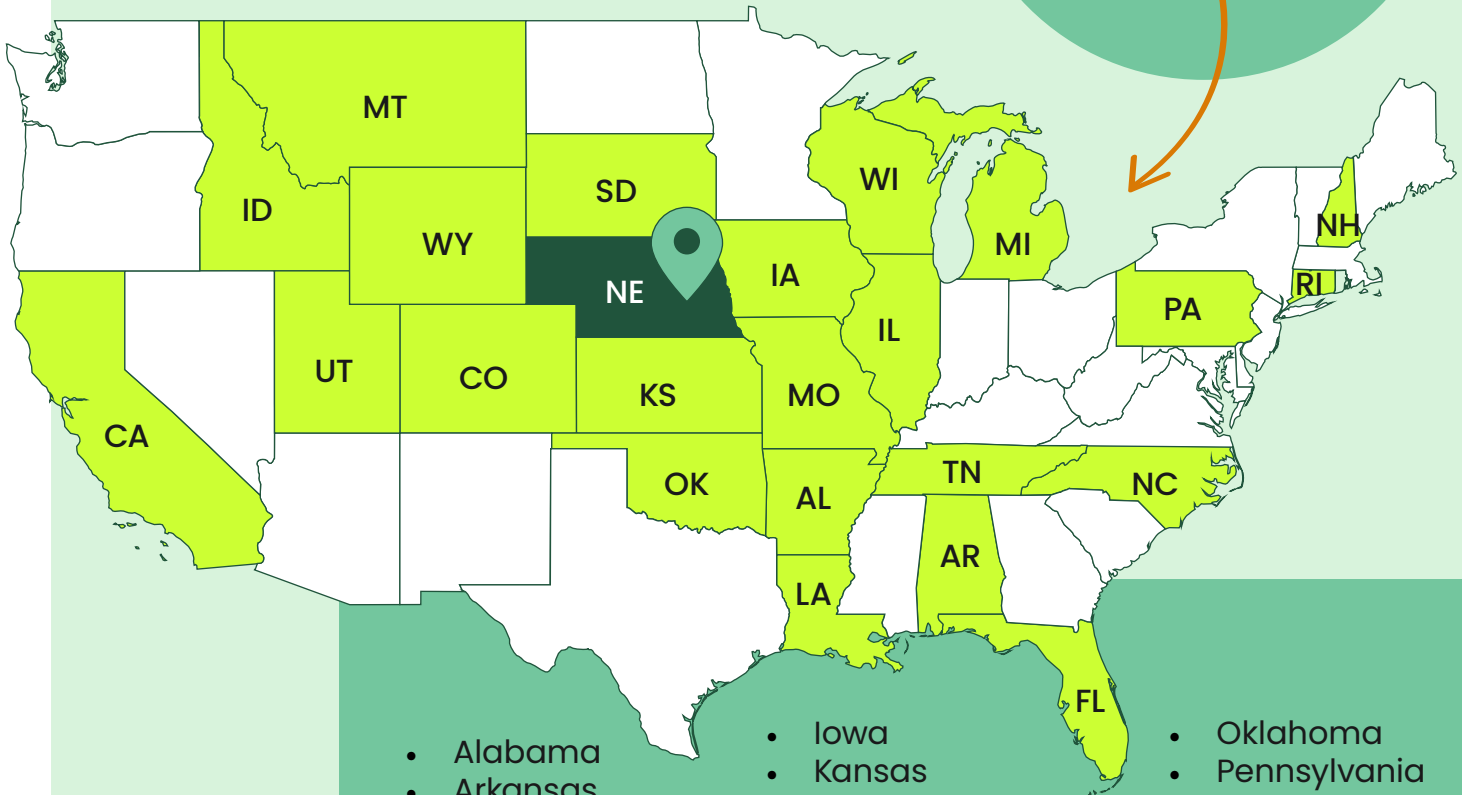 MT
WI
SD
ID
NH
WY
MI
IA
RI
NE
PA
IL
UT
CO
KS
MO
CA
TN
OK
NC
AL
AR
LA
FL
• Alabama
• Arkansas
• Iowa
• Kansas
• Oklahoma
• Pennsylvania